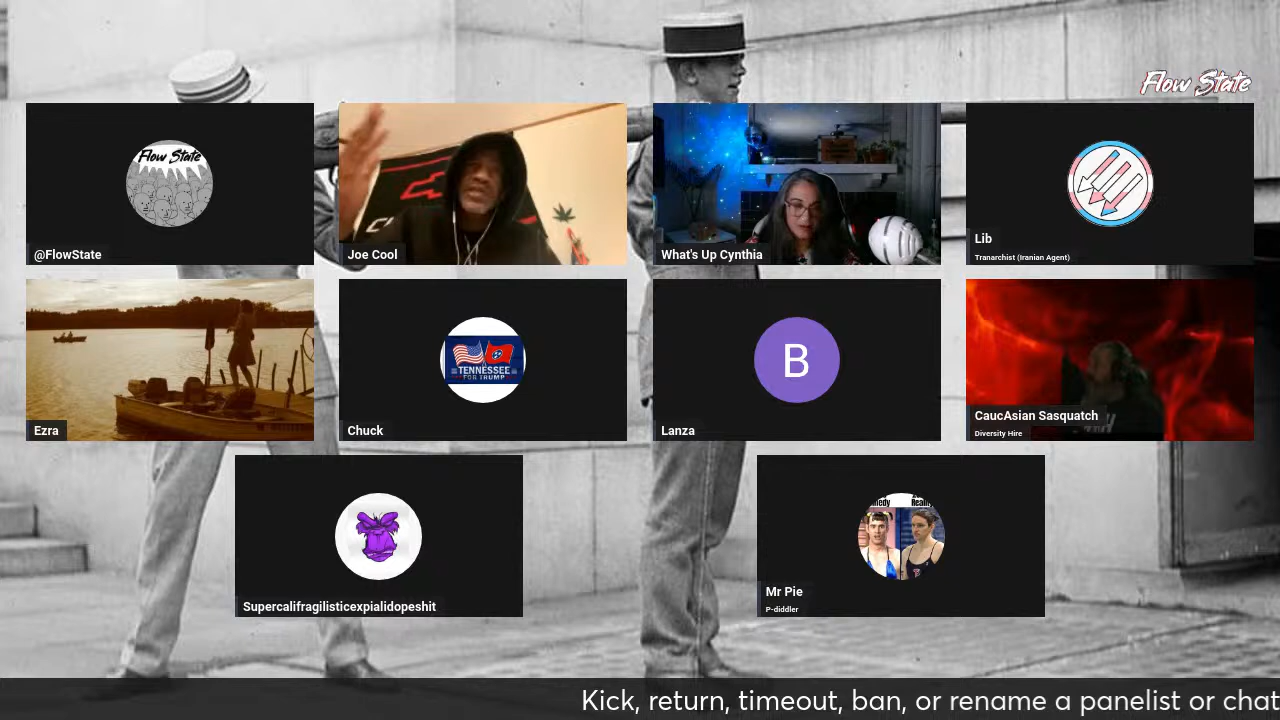 Flow State
Flow State
@FlowState
Joe Cool
What's Up Cynthia
Lib
Tranarchist (Iranian Agent)
TENNESSEE
FOR TRUMP
B
Ezra
Chuck
Lanza
CaucAsian Sasquatch
Diversity Hire
Supercalifragilisticexpialidopeshit
Mr Pie
P-diddler
Kick, return, timeout, ban, or rename a panelist or chat